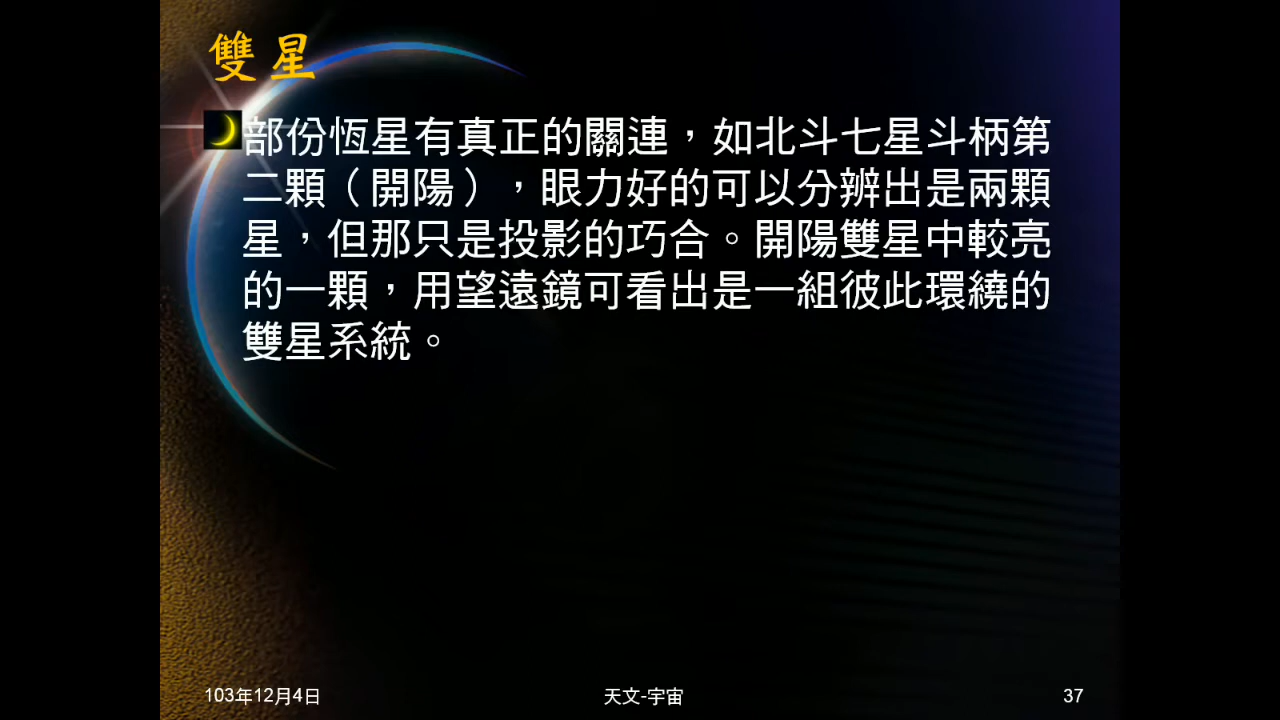 雙星
部份恆星有真正的關連，如北斗七星斗柄第
二顆（開陽），眼力好的可以分辨出是兩顆
星，但那只是投影的巧合。開陽雙星中較亮
的一顆，用望遠鏡可看出是一組彼此環繞的
雙星系統。
103年12月4日
天文-宇宙
37